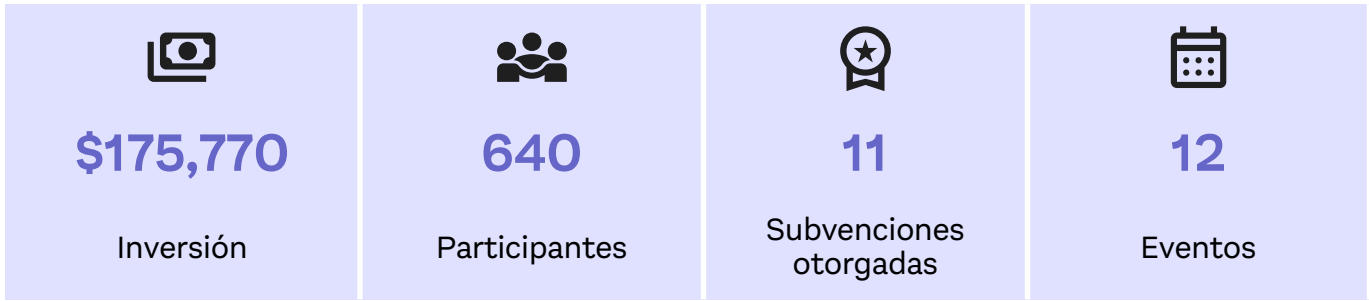 $175,770
Inversión
640
Participantes
11
Subvenciones
otorgadas
12
Eventos